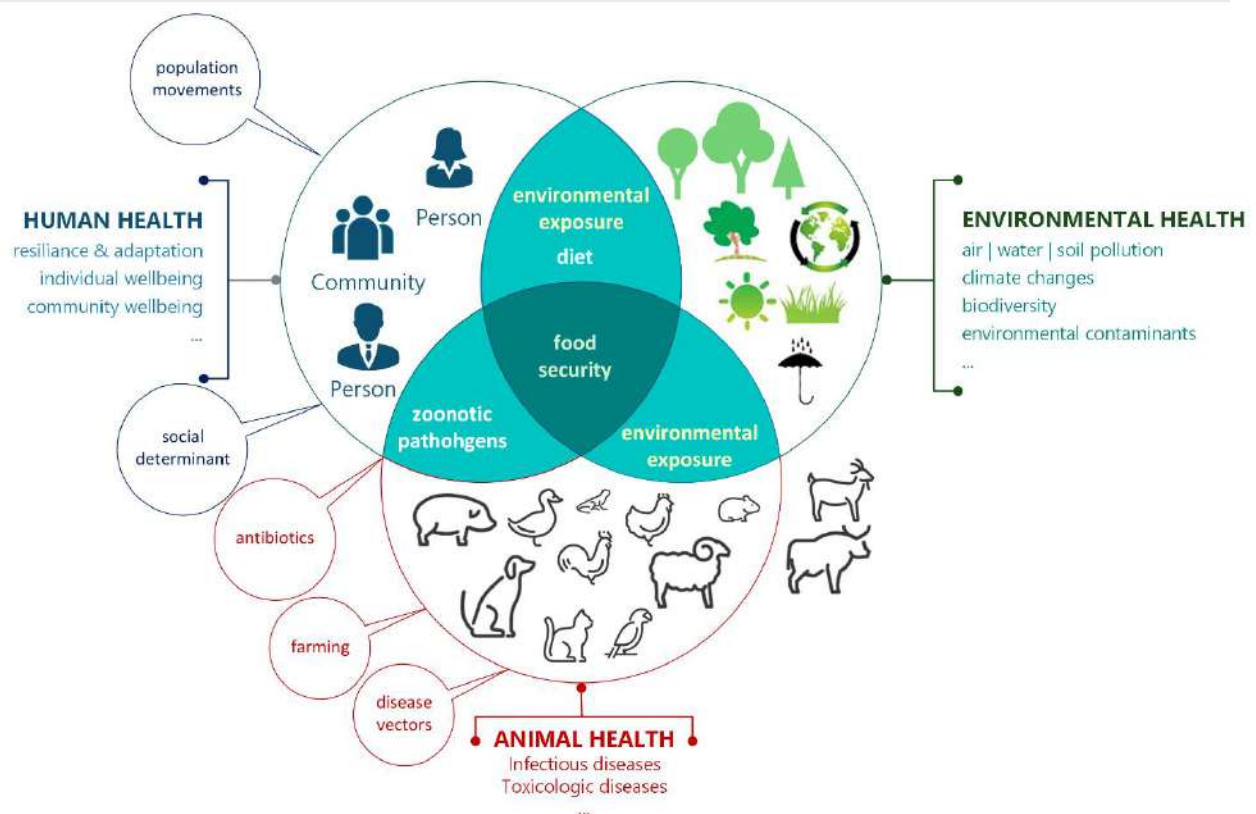 population
movements
HUMAN HEALTH
resiliance & adaptation
individual wellbeing
community wellbeing
...
Person
Community
Person
environmental
exposure
diet
food
security
zoonotic
pathohgens
environmental
exposure
ENVIRONMENTAL HEALTH
air | water | soil pollution
climate changes
biodiversity
environmental contaminants
...
social
determinant
antibiotics
farming
disease
vectors
ANIMAL HEALTH
Infectious diseases
Toxicologic diseases
...